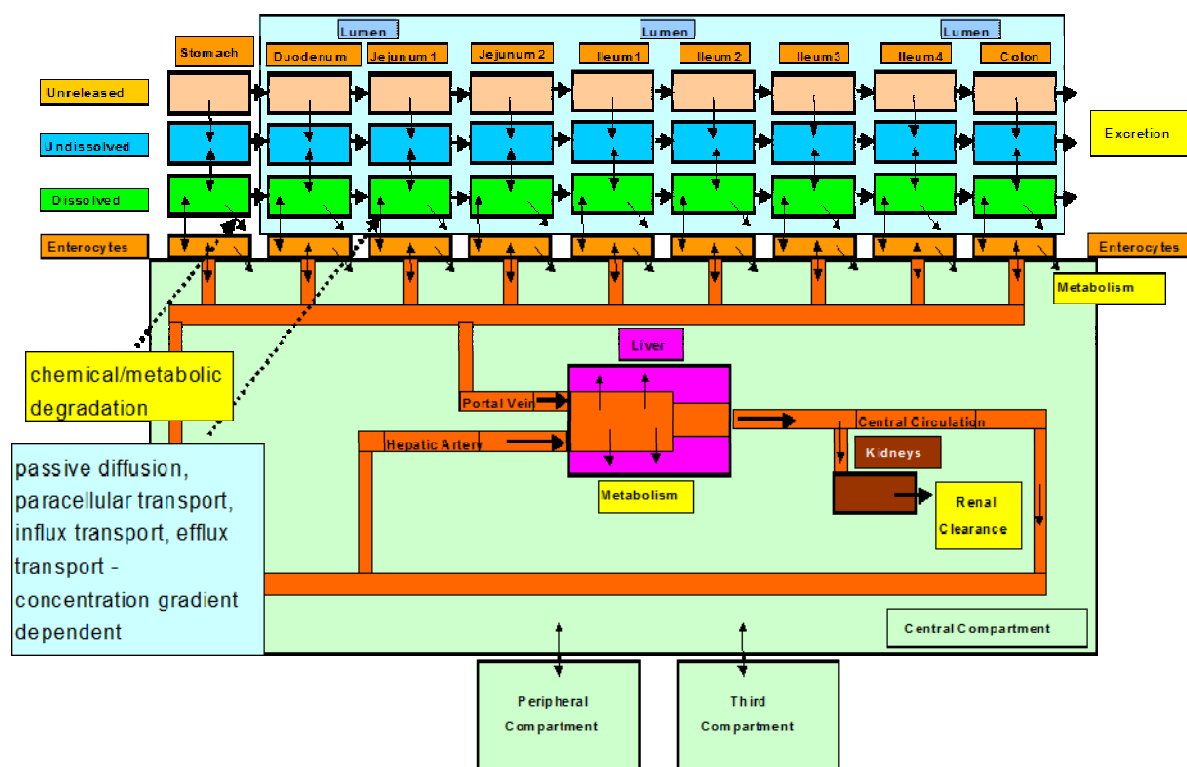 Lumen
Lumen
Lumen
Stomach
Duodenum
Jejunum 1
Jejunum 2
Ileum1
Ileum2
Ileum3
Ileum4
Colon
Unreleased
Undissolved
Excretion
Dissolved
Enterocytes
Enterocytes
Metabolism
Liver
chemical/metabolic
degradation
Portal Vein
Hepatic Artery
Central Circulation
Kidneys
Metabolism
Renal
Clearance
passive diffusion,
paracellular transport,
influx transport, efflux
transport -
concentration gradient
dependent
Central Compartment
Peripheral
Compartment
Third
Compartment